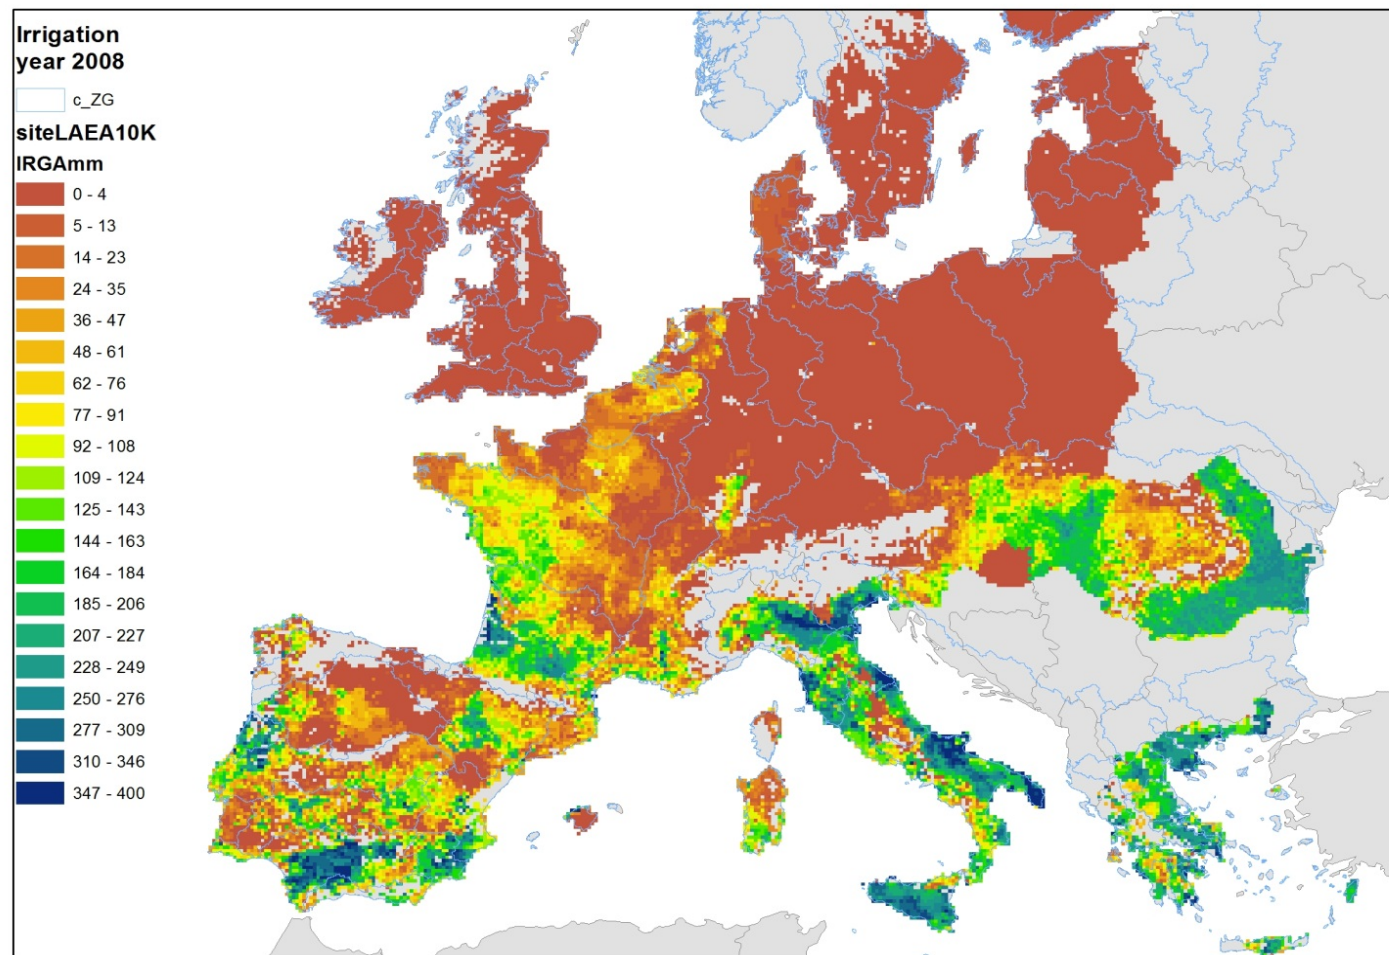 Irrigation
year 2008
c_ZG
siteLAEA10K
IRGAmm
0 - 4
5 - 13
14 - 23
24 - 35
36 - 47
48 - 61
62 - 76
77 - 91
92 - 108
109 - 124
125 - 143
144 - 163
164 - 184
185 - 206
207 - 227
228 - 249
250 - 276
277 - 309
310 - 346
347 - 400